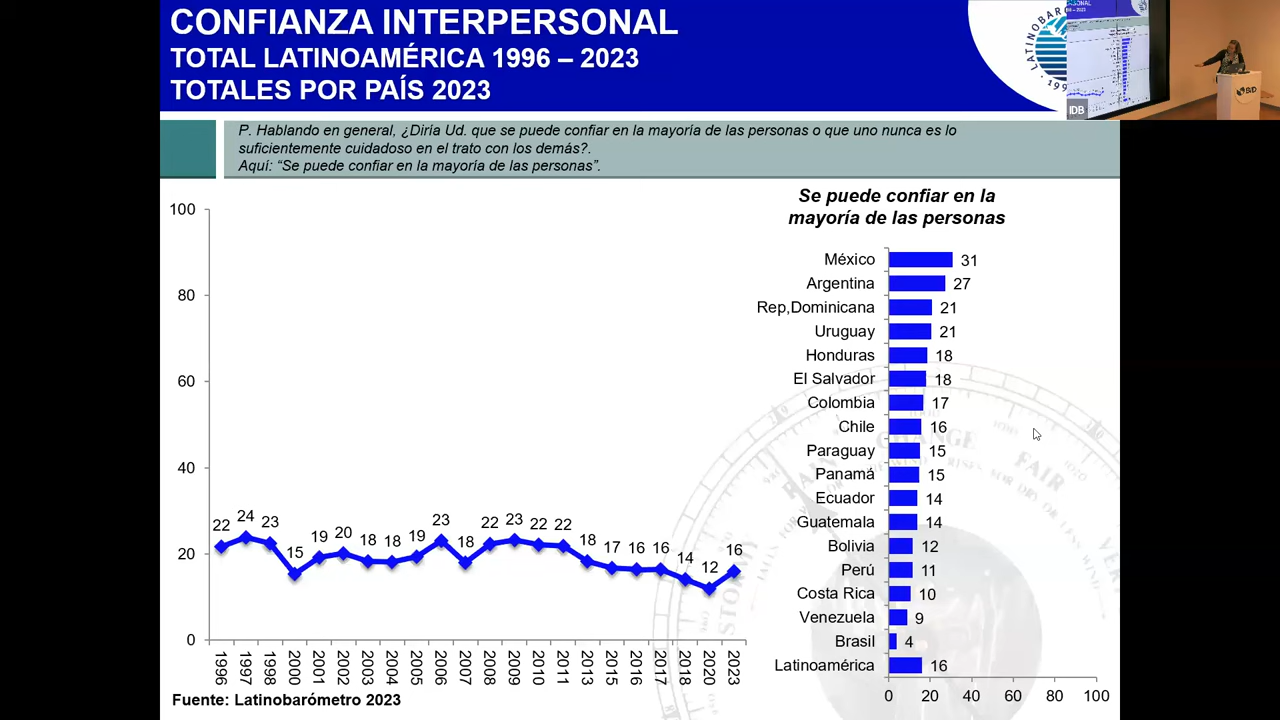 CONFIANZA INTERPERSONAL
TOTAL LATINOAMÉRICA 1996 – 2023
TOTALES POR PAÍS 2023
IDB
BID
P. Hablando en general, ¿Diría Ud. que se puede confiar en la mayoría de las personas o que uno nunca es lo
suficientemente cuidadoso en el trato con los demás?.
Aquí: “Se puede confiar en la mayoría de las personas”.
100
80
60
40
20
0
22 24 23 15 19 20 18 18 19 23 18 22 23 22 22 18 17 16 16 14 12 16
1996 1997 1998 2000 2001 2002 2003 2004 2005 2006 2007 2008 2009 2010 2011 2013 2015 2016 2017 2018 2020 2023
Fuente: Latinobarómetro 2023
Se puede confiar en la
mayoría de las personas
México 31
Argentina 27
Rep,Dominicana 21
Uruguay 21
Honduras 18
El Salvador 18
Colombia 17
Chile 16
Paraguay 15
Panamá 15
Ecuador 14
Guatemala 14
Bolivia 12
Perú 11
Costa Rica 10
Venezuela 9
Brasil 4
Latinoamérica 16
0 20 40 60 80 100
RAIN
CHANGE
FAIR
STORMY